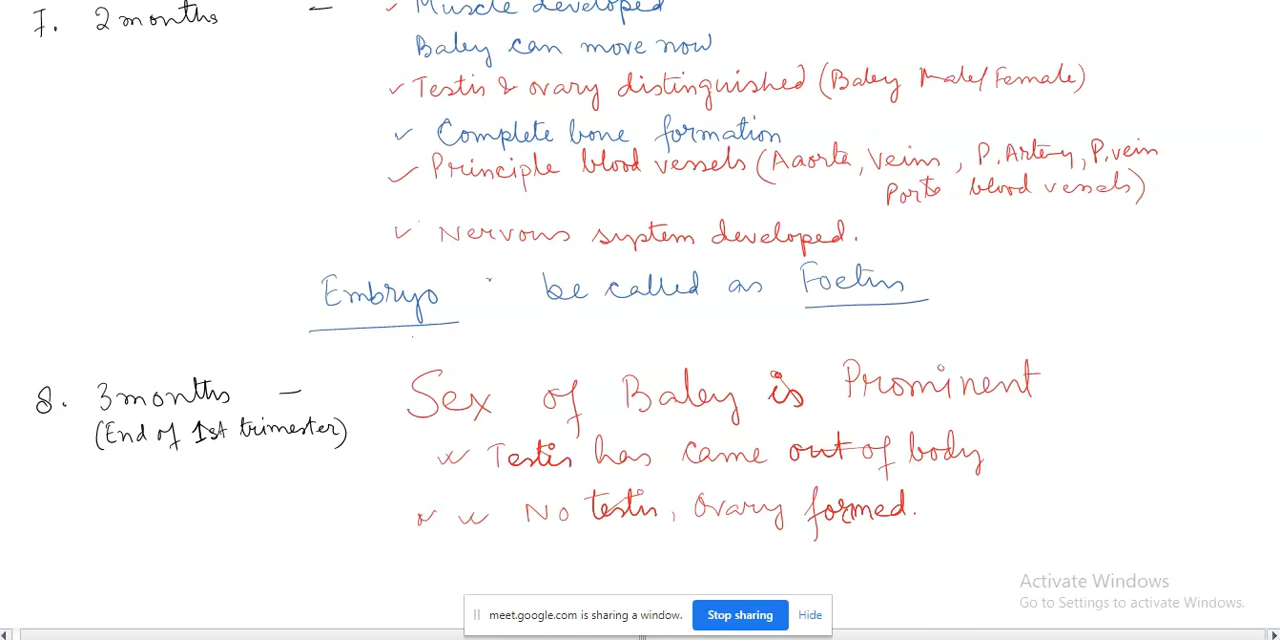 7. 2 months - Muscle developed
Baby can move now
Testis & ovary distinguished (Baby Male/Female)
Complete bone formation
Principle blood vessels (Aaorta, Veins, P. Artery, P. vein
Porta blood vessels)
Nervous system developed.
Embryo be called as Foetus
8. 3 months - Sex of Baby is Prominent
(End of 1st trimester)
Testis has came out of body
No testis, Ovary formed.
Activate Windows
Go to Settings to activate Windows.
meet.google.com is sharing a window. Stop sharing Hide